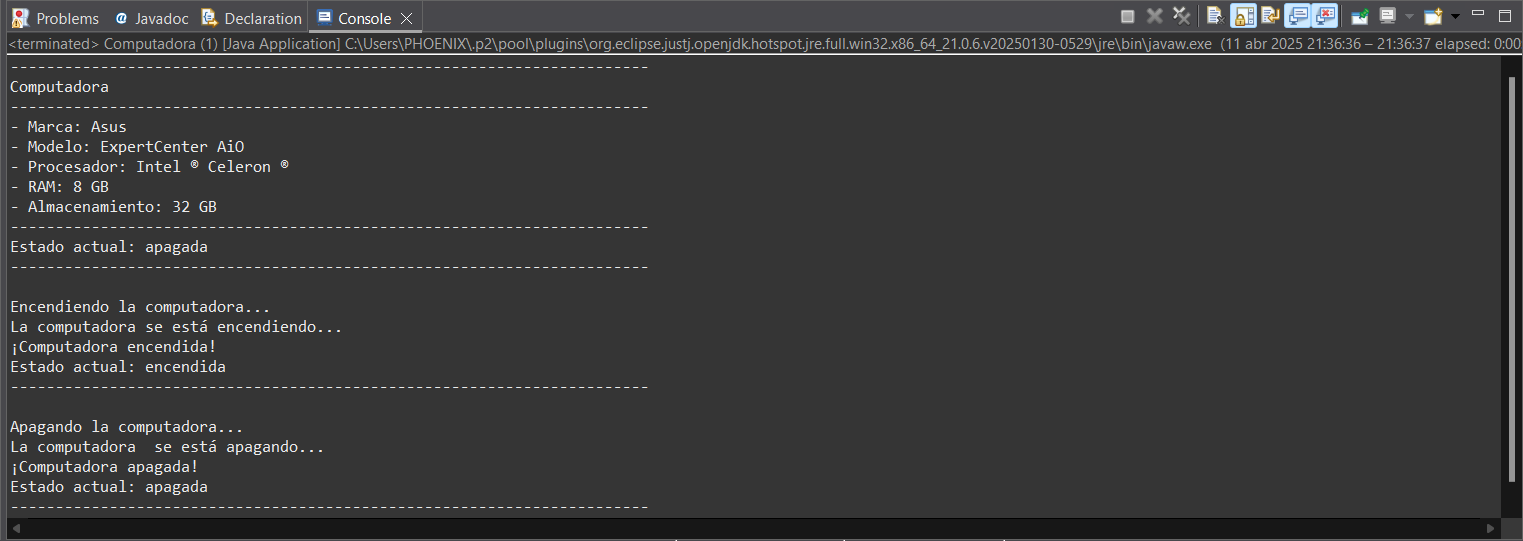 Problems Javadoc Declaration Console
<terminated> Computadora (1) [Java Application] C:\Users\PHOENIX\.p2\pool\plugins\org.eclipse.justj.openjdk.hotspot.jre.full.win32.x86_64_21.0.6.v20250130-0529\jre\bin\javaw.exe (11 abr 2025 21:36:36 – 21:36:37 elapsed: 0:00
-----------------------------------------------------------------------
Computadora
-----------------------------------------------------------------------
- Marca: Asus
- Modelo: ExpertCenter AiO
- Procesador: Intel ® Celeron ®
- RAM: 8 GB
- Almacenamiento: 32 GB
-----------------------------------------------------------------------
Estado actual: apagada
-----------------------------------------------------------------------
Encendiendo la computadora...
La computadora se está encendiendo...
¡Computadora encendida!
Estado actual: encendida
-----------------------------------------------------------------------
Apagando la computadora...
La computadora  se está apagando...
¡Computadora apagada!
Estado actual: apagada
-----------------------------------------------------------------------